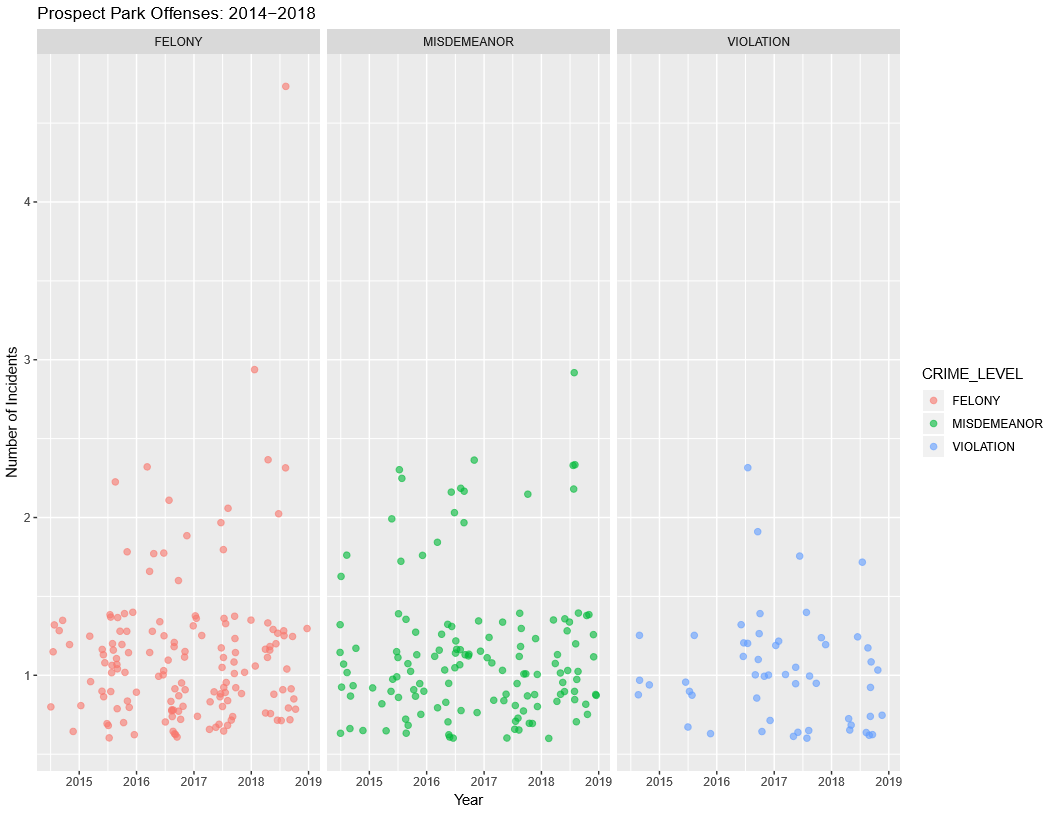 Prospect Park Offenses: 2014−2018
FELONY
MISDEMEANOR
VIOLATION
Number of Incidents
4
3
2
1
2015 2016 2017 2018 2019
2015 2016 2017 2018 2019
2015 2016 2017 2018 2019
Year
CRIME_LEVEL
FELONY
MISDEMEANOR
VIOLATION